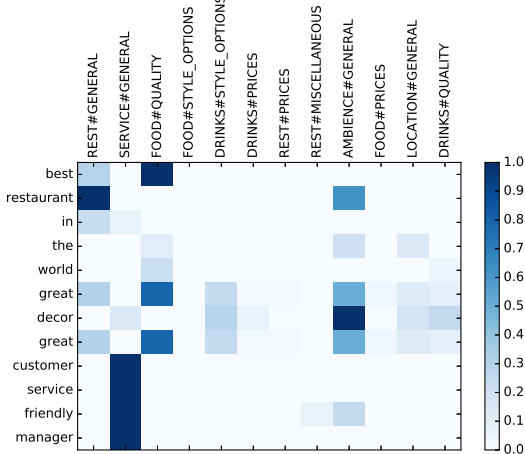 REST#GENERAL
SERVICE#GENERAL
FOOD#QUALITY
FOOD#STYLE_OPTIONS
DRINKS#STYLE_OPTIONS
DRINKS#PRICES
REST#PRICES
REST#MISCELLANEOUS
AMBIENCE#GENERAL
FOOD#PRICES
LOCATION#GENERAL
DRINKS#QUALITY
best
restaurant
in
the
world
great
decor
great
customer
service
friendly
manager
1.0
0.9
0.8
0.7
0.6
0.5
0.4
0.3
0.2
0.1
0.0